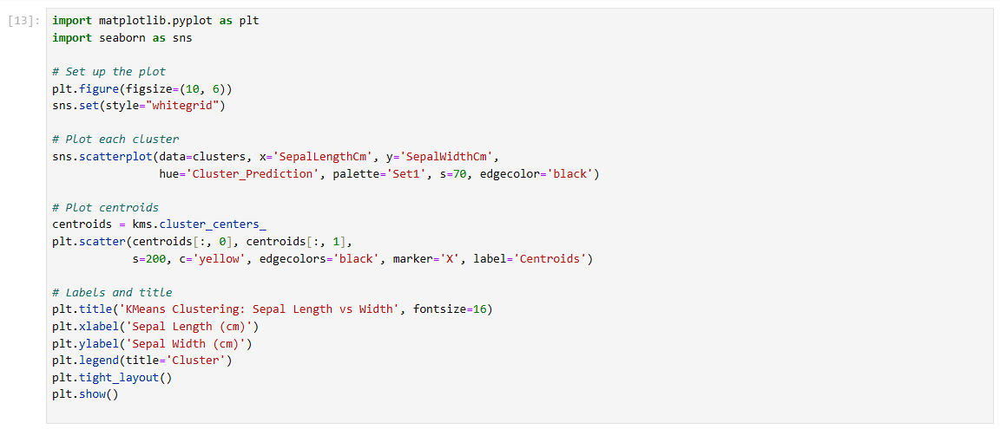 [13]:
import matplotlib.pyplot as plt
import seaborn as sns
# Set up the plot
plt.figure(figsize=(10, 6))
sns.set(style="whitegrid")
# Plot each cluster
sns.scatterplot(data=clusters, x='SepalLengthCm', y='SepalWidthCm',
                hue='Cluster_Prediction', palette='Set1', s=70, edgecolor='black')
# Plot centroids
centroids = kms.cluster_centers_
plt.scatter(centroids[:, 0], centroids[:, 1],
            s=200, c='yellow', edgecolors='black', marker='X', label='Centroids')
# Labels and title
plt.title('KMeans Clustering: Sepal Length vs Width', fontsize=16)
plt.xlabel('Sepal Length (cm)')
plt.ylabel('Sepal Width (cm)')
plt.legend(title='Cluster')
plt.tight_layout()
plt.show()